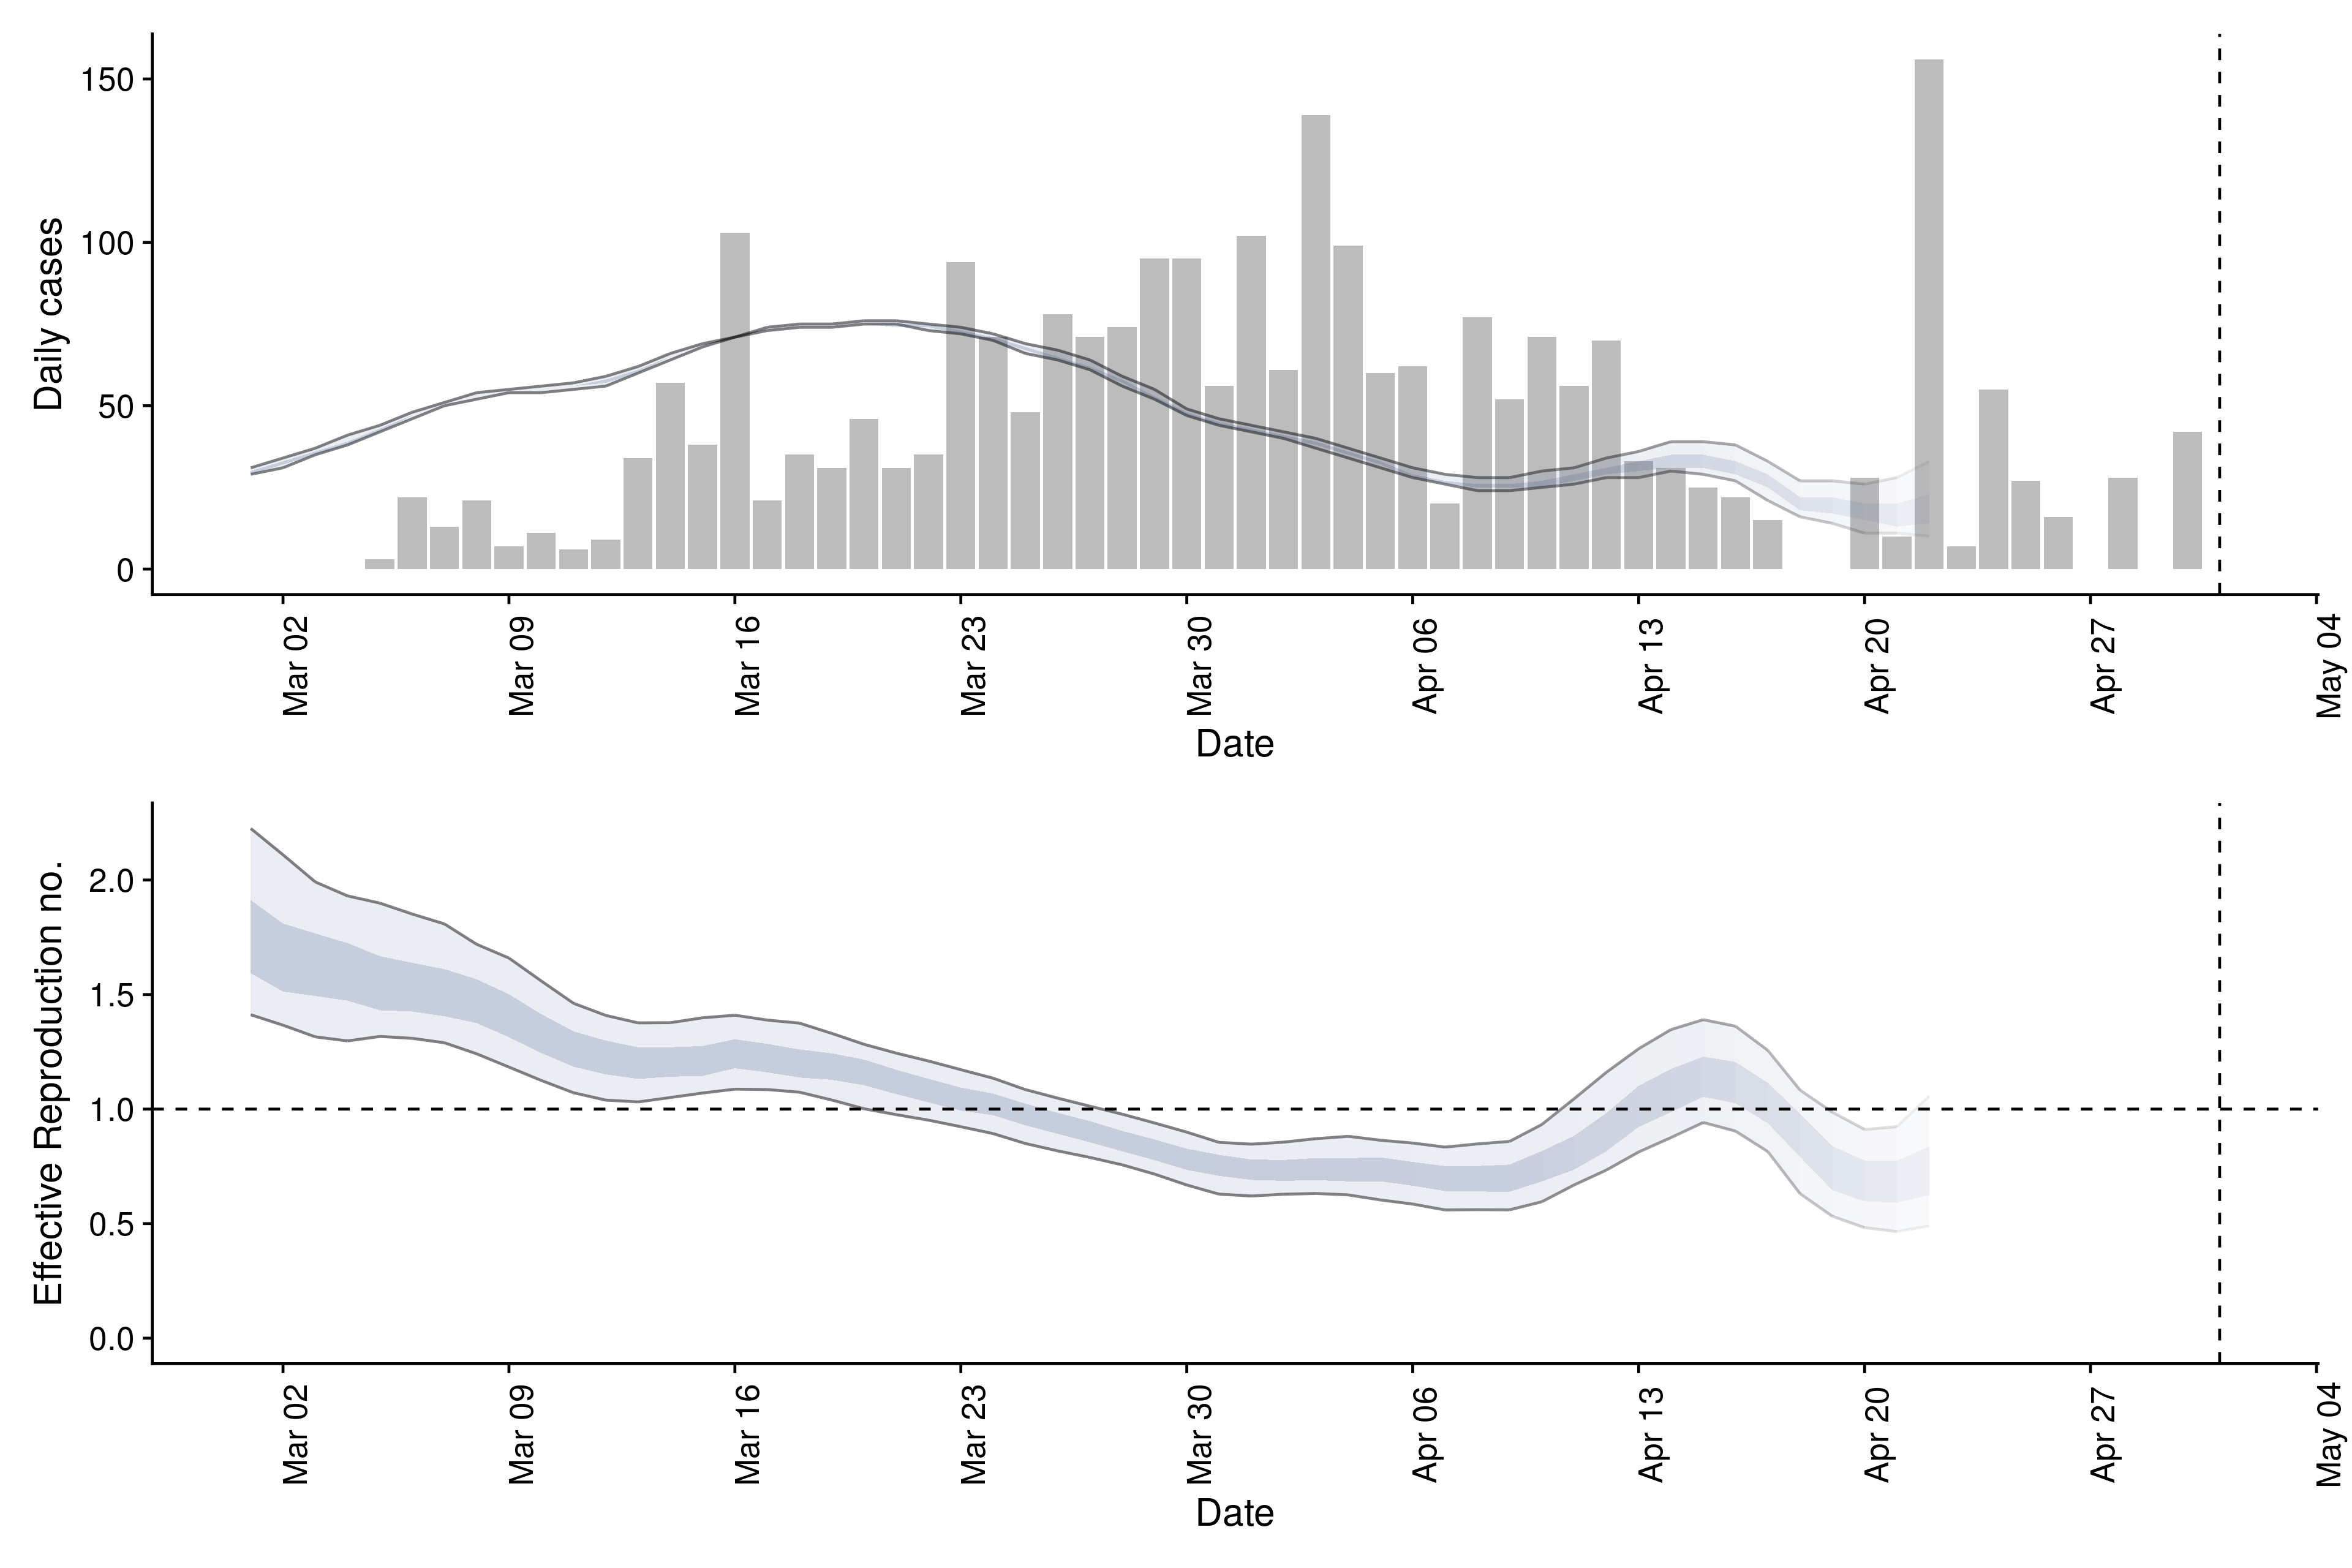 Daily cases
150
100
50
0
Mar 02
Mar 09
Mar 16
Mar 23
Mar 30
Apr 06
Apr 13
Apr 20
Apr 27
May 04
Date
Effective Reproduction no.
2.0
1.5
1.0
0.5
0.0
Mar 02
Mar 09
Mar 16
Mar 23
Mar 30
Apr 06
Apr 13
Apr 20
Apr 27
May 04
Date